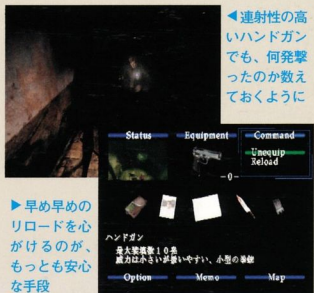 ◀連射性の高
いハンドガン
でも、何発撃
ったのか数え
ておくように
Status
Equipment
Command
Unequip
Reload
-0-
▶早め早めの
リロードを心
がけるのが、
もっとも安心
な手段
ハンドガン
最大装填数10発
威力は小さいが扱いやすい、小型の拳銃
Option
Memo
Map